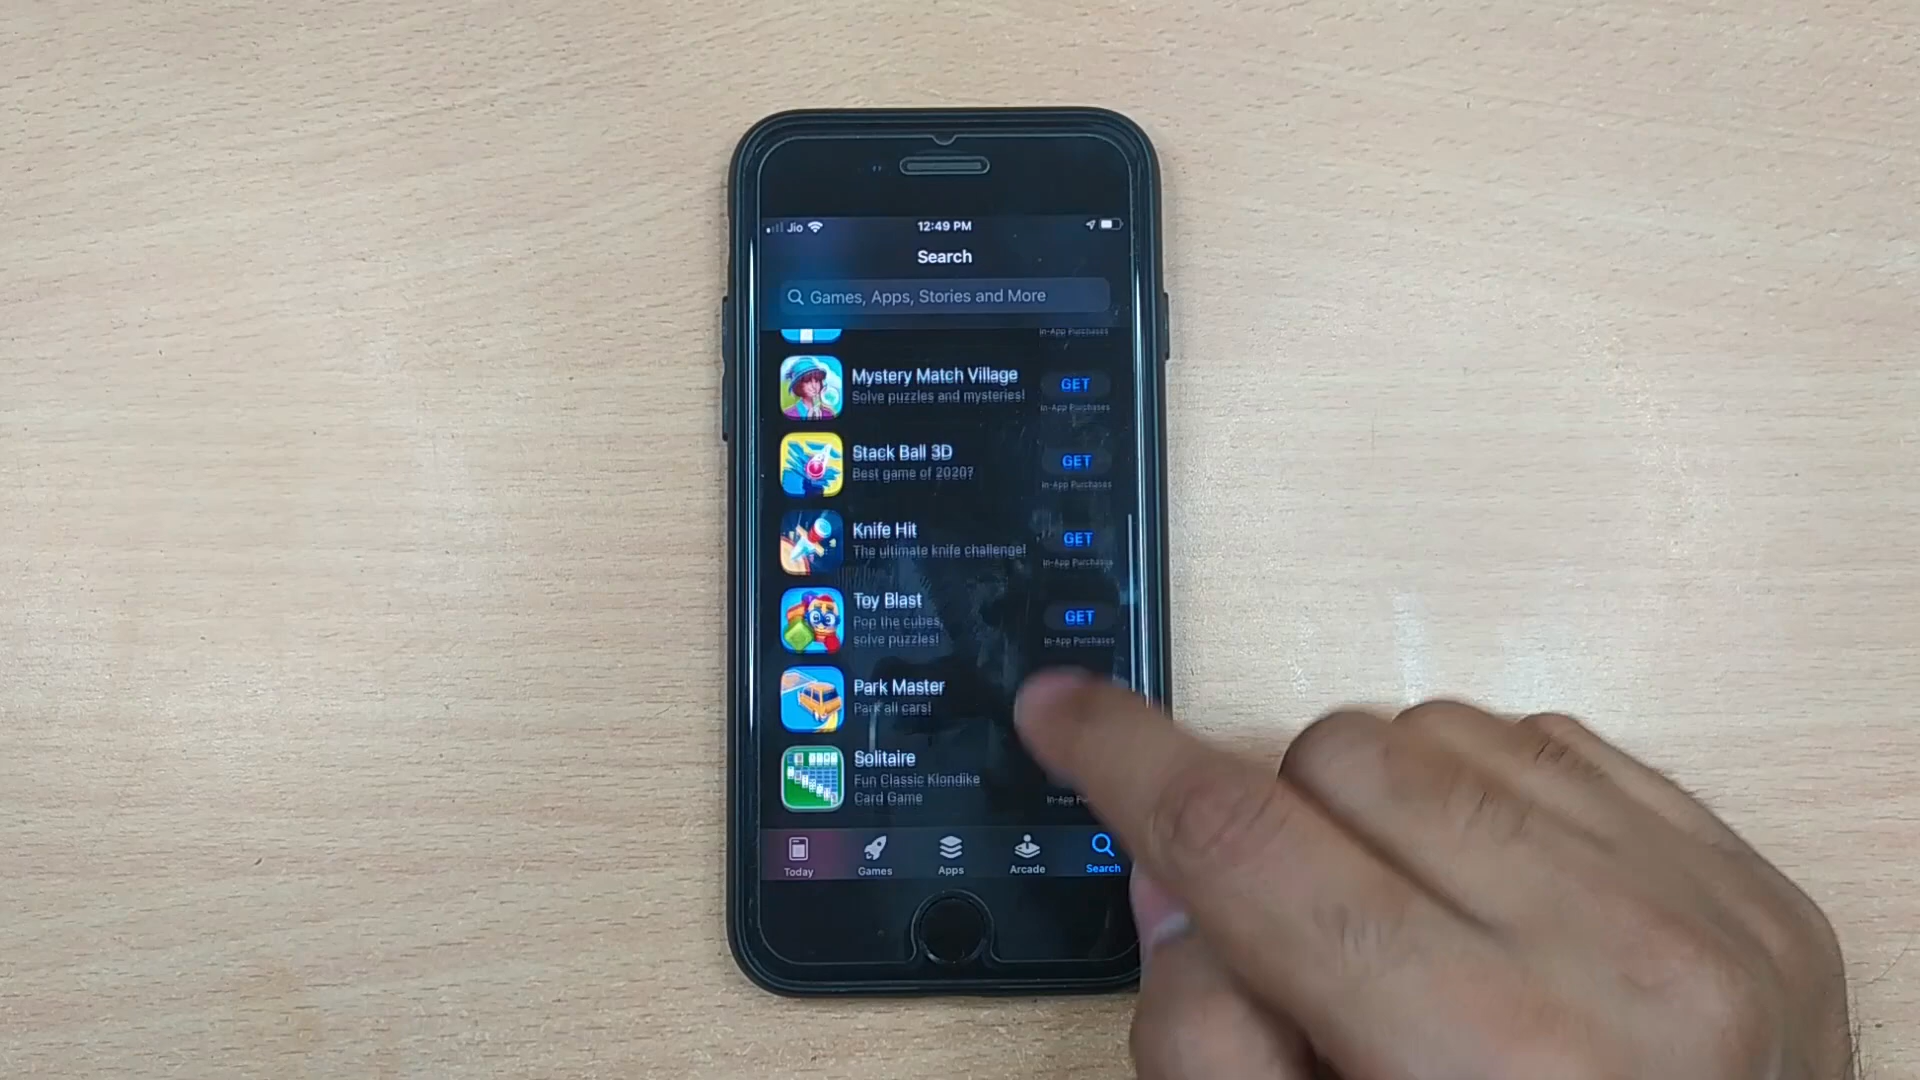 Jio
12:49 PM
Search
Games, Apps, Stories and More
In-App Purchases
Mystery Match Village
Solve puzzles and mysteries!
GET
In-App Purchases
Stack Ball 3D
Best game of 2020?
GET
In-App Purchases
Knife Hit
The ultimate knife challenge!
GET
In-App Purchases
Toy Blast
Pop the cubes,
solve puzzles!
GET
In-App Purchases
Park Master
Park all cars!
Solitaire
Fun Classic Klondike
Card Game
In-App Pu
Today
Games
Apps
Arcade
Search